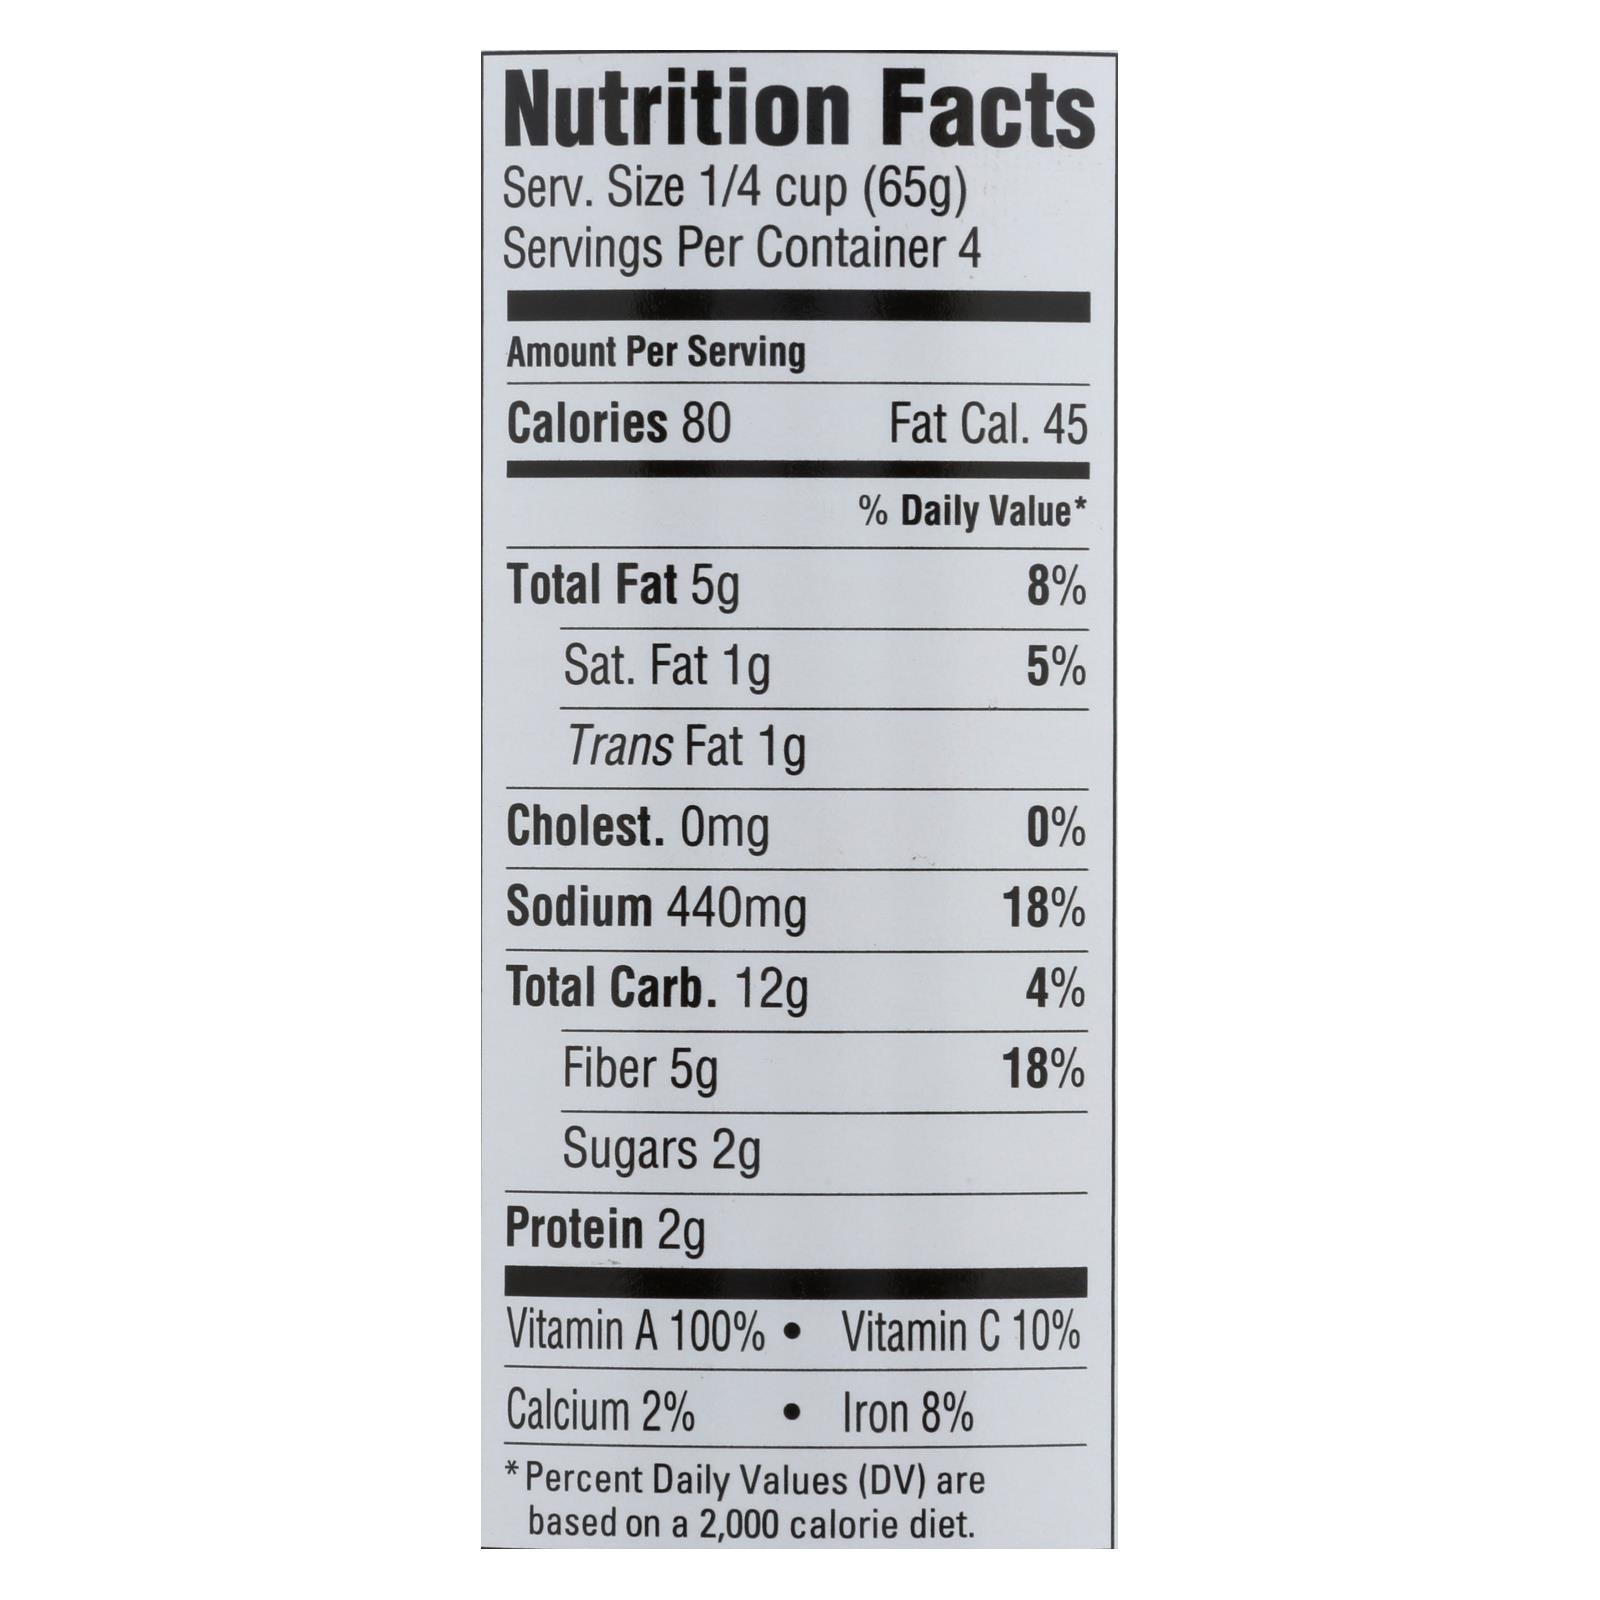 Nutrition Facts
Serv. Size 1/4 cup (65g)
Servings Per Container 4
Amount Per Serving
Calories 80 Fat Cal. 45
% Daily Value*
Total Fat 5g 8%
Sat. Fat 1g 5%
Trans Fat 1g
Cholest. 0mg 0%
Sodium 440mg 18%
Total Carb. 12g 4%
Fiber 5g 18%
Sugars 2g
Protein 2g
Vitamin A 100% • Vitamin C 10%
Calcium 2% • Iron 8%
* Percent Daily Values (DV) are
based on a 2,000 calorie diet.